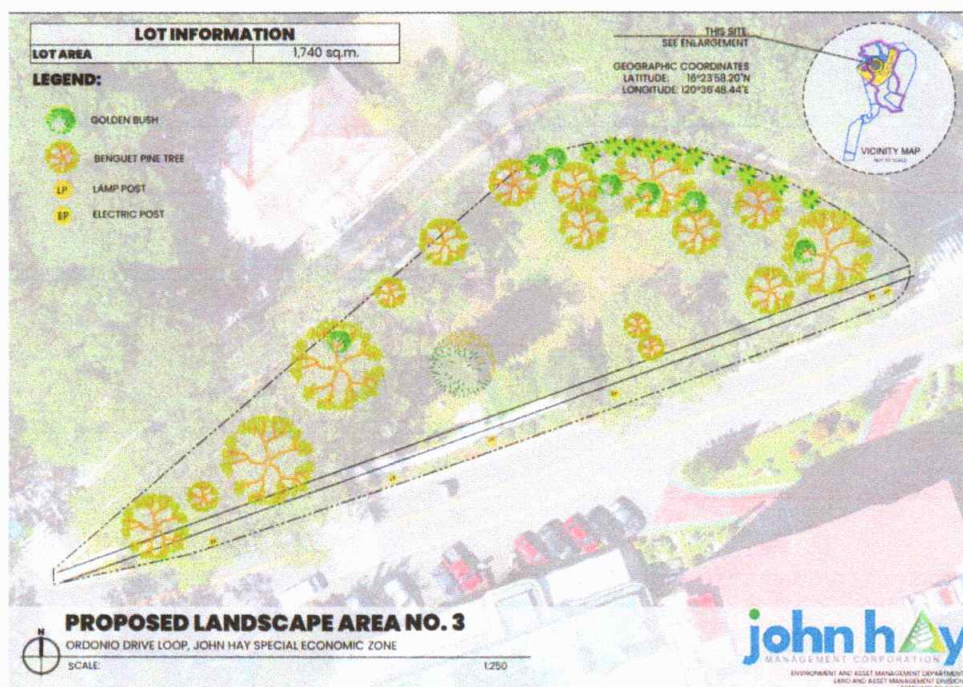 LOT INFORMATION
LOT AREA 1,740 sq.m.
LEGEND:
GOLDEN BUSH
BENGUET PINE TREE
LP LAMP POST
EP ELECTRIC POST
THIS SITE
SEE ENLARGEMENT
GEOGRAPHIC COORDINATES
LATITUDE: 16°23'58.20"N
LONGITUDE: 120°36'48.44"E
VICINITY MAP
NOT TO SCALE
PROPOSED LANDSCAPE AREA NO. 3
N
ORDONIO DRIVE LOOP, JOHN HAY SPECIAL ECONOMIC ZONE
SCALE: 1:250
john hay
MANAGEMENT CORPORATION
ENVIRONMENT AND ASSET MANAGEMENT DEPARTMENT
LAND AND ASSET MANAGEMENT DIVISION